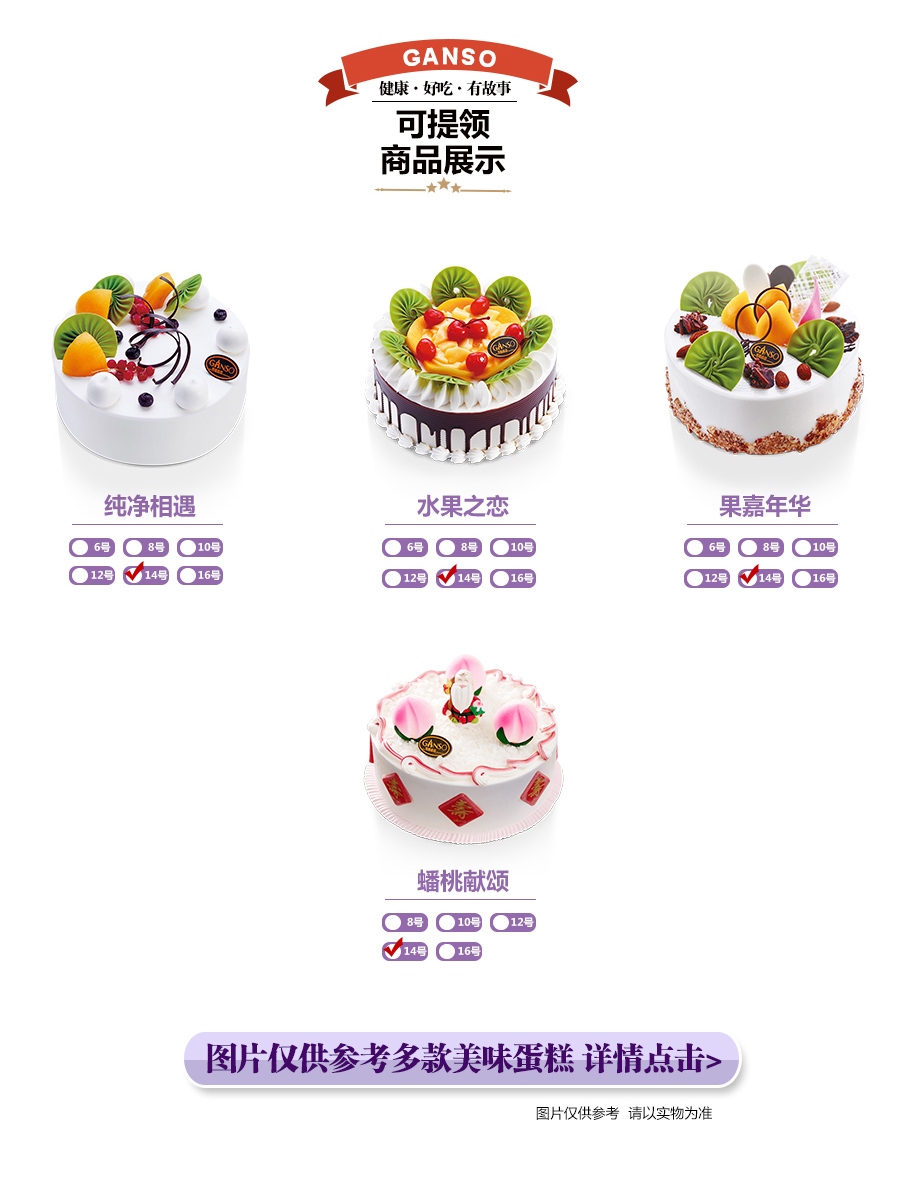 GANSO
健康·好吃·有故事
可提领
商品展示
GANSO
GANSO
GANSO
纯净相遇
水果之恋
果嘉年华
6号 8号 10号
6号 8号 10号
6号 8号 10号
12号 14号 16号
12号 14号 16号
12号 14号 16号
GANSO
寿
蟠桃献颂
8号 10号 12号
14号 16号
图片仅供参考多款美味蛋糕 详情点击>
图片仅供参考 请以实物为准